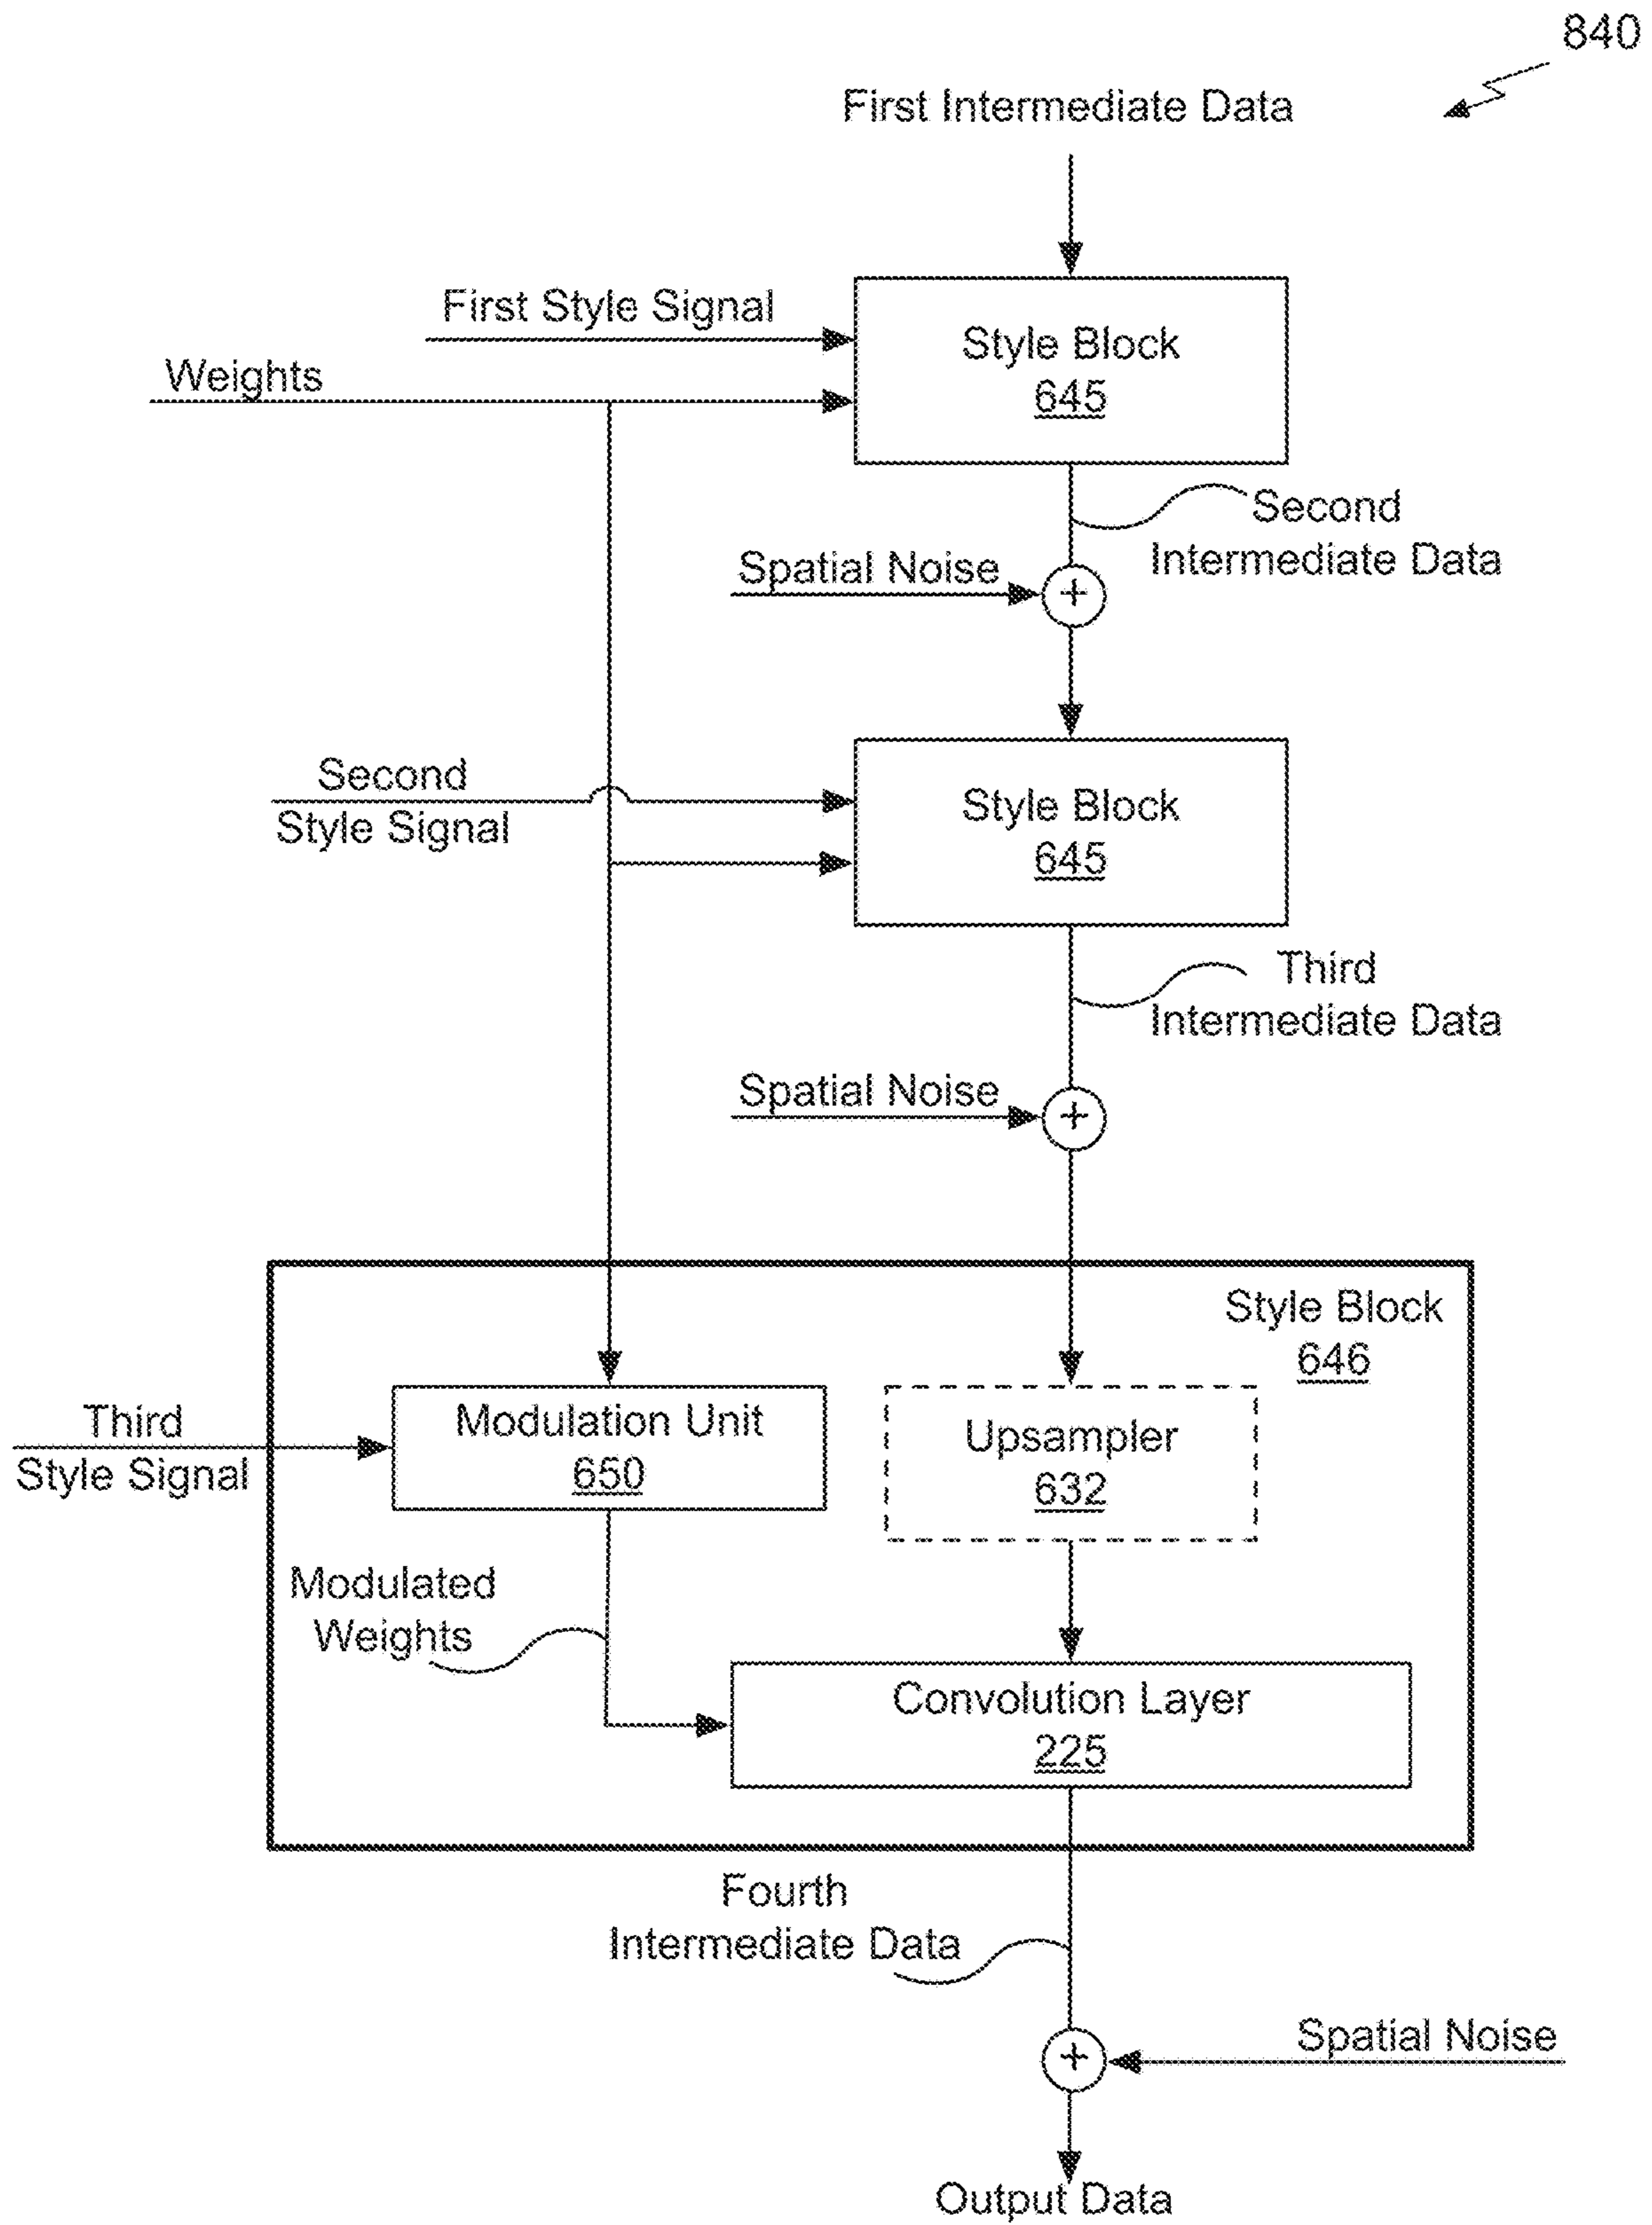 840
First Intermediate Data
First Style Signal
Weights
Style Block
645
Second
Intermediate Data
Spatial Noise
+
Second
Style Signal
Style Block
645
Third
Intermediate Data
Spatial Noise
+
Style Block
646
Third
Style Signal
Modulation Unit
650
Upsampler
632
Modulated
Weights
Convolution Layer
225
Fourth
Intermediate Data
Spatial Noise
+
Output Data